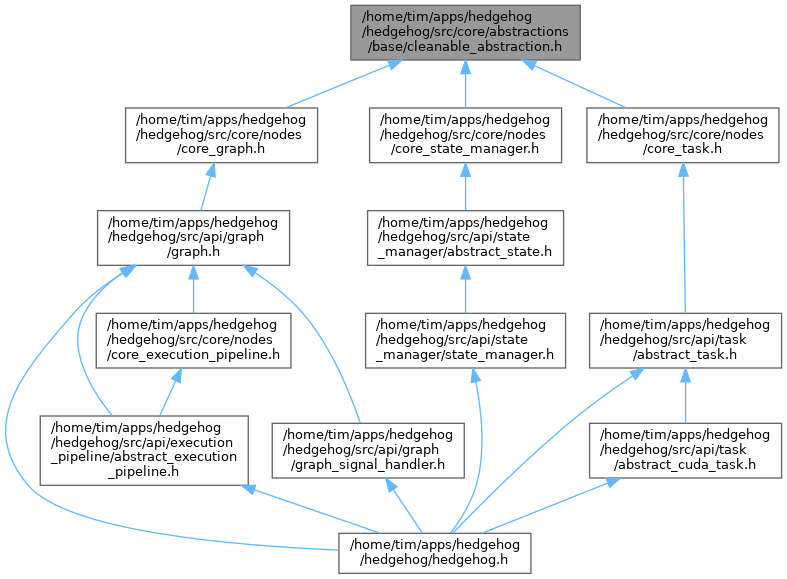 /home/tim/apps/hedgehog
/hedgehog/src/core/abstractions
/base/cleanable_abstraction.h
/home/tim/apps/hedgehog
/hedgehog/src/core/nodes
/core_graph.h
/home/tim/apps/hedgehog
/hedgehog/src/core/nodes
/core_state_manager.h
/home/tim/apps/hedgehog
/hedgehog/src/core/nodes
/core_task.h
/home/tim/apps/hedgehog
/hedgehog/src/api/graph
/graph.h
/home/tim/apps/hedgehog
/hedgehog/src/api/state
_manager/abstract_state.h
/home/tim/apps/hedgehog
/hedgehog/src/core/nodes
/core_execution_pipeline.h
/home/tim/apps/hedgehog
/hedgehog/src/api/state
_manager/state_manager.h
/home/tim/apps/hedgehog
/hedgehog/src/api/task
/abstract_task.h
/home/tim/apps/hedgehog
/hedgehog/src/api/execution
_pipeline/abstract_execution
_pipeline.h
/home/tim/apps/hedgehog
/hedgehog/src/api/graph
/graph_signal_handler.h
/home/tim/apps/hedgehog
/hedgehog/src/api/task
/abstract_cuda_task.h
/home/tim/apps/hedgehog
/hedgehog/hedgehog.h